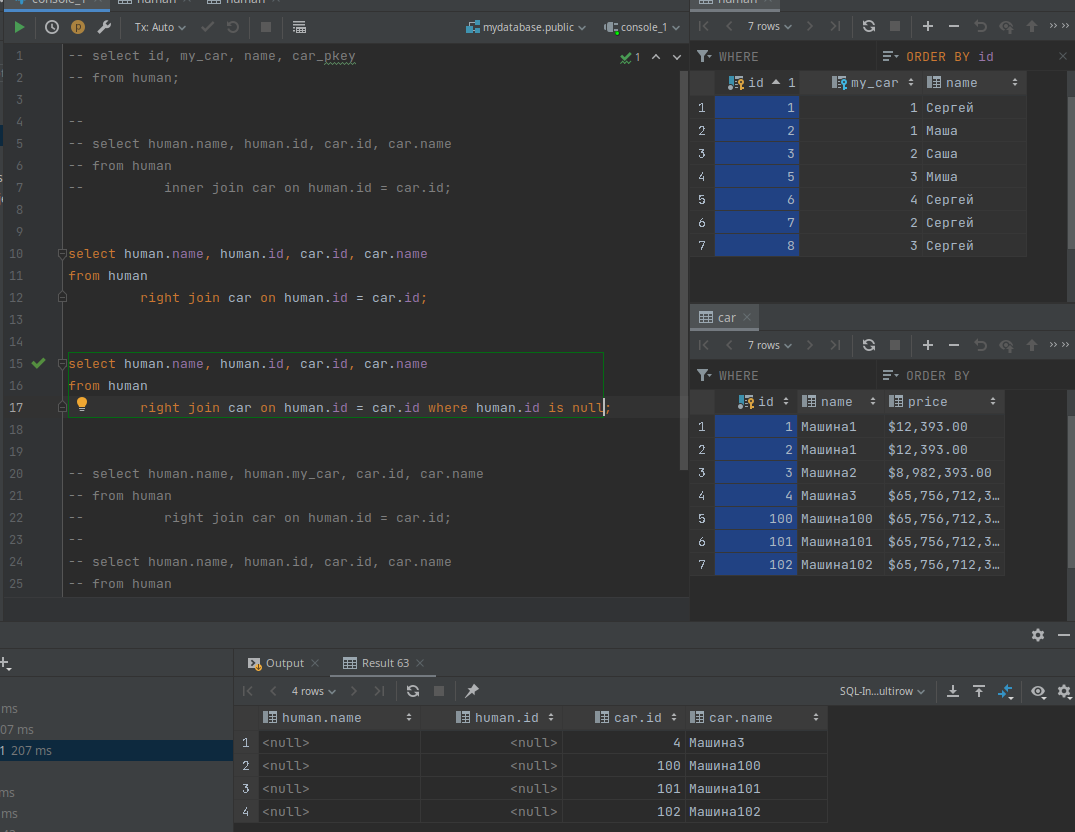 console_1 human human
Tx: Auto mydatabase.public console_1
1 -- select id, my_car, name, car_pkey
1
2 -- from human;
3
4 --
5 -- select human.name, human.id, car.id, car.name
6 -- from human
7 -- inner join car on human.id = car.id;
8
9
10 select human.name, human.id, car.id, car.name
11 from human
12 right join car on human.id = car.id;
13
14
15 select human.name, human.id, car.id, car.name
16 from human
17 right join car on human.id = car.id where human.id is null;
18
19
20 -- select human.name, human.my_car, car.id, car.name
21 -- from human
22 -- right join car on human.id = car.id;
23 --
24 -- select human.name, human.id, car.id, car.name
25 -- from human
human
7 rows
WHERE ORDER BY id
id 1 my_car name
1 1 1 Сергей
2 2 1 Маша
3 3 2 Саша
4 5 3 Миша
5 6 4 Сергей
6 7 2 Сергей
7 8 3 Сергей
car
7 rows
WHERE ORDER BY
id name price
1 1 Машина1 $12,393.00
2 2 Машина1 $12,393.00
3 3 Машина2 $8,982,393.00
4 4 Машина3 $65,756,712,3…
5 100 Машина100 $65,756,712,3…
6 101 Машина101 $65,756,712,3…
7 102 Машина102 $65,756,712,3…
ms
07 ms
1 207 ms
ms
ms
Output Result 63
4 rows SQL-In…ultirow
human.name human.id car.id car.name
1 <null> <null> 4 Машина3
2 <null> <null> 100 Машина100
3 <null> <null> 101 Машина101
4 <null> <null> 102 Машина102